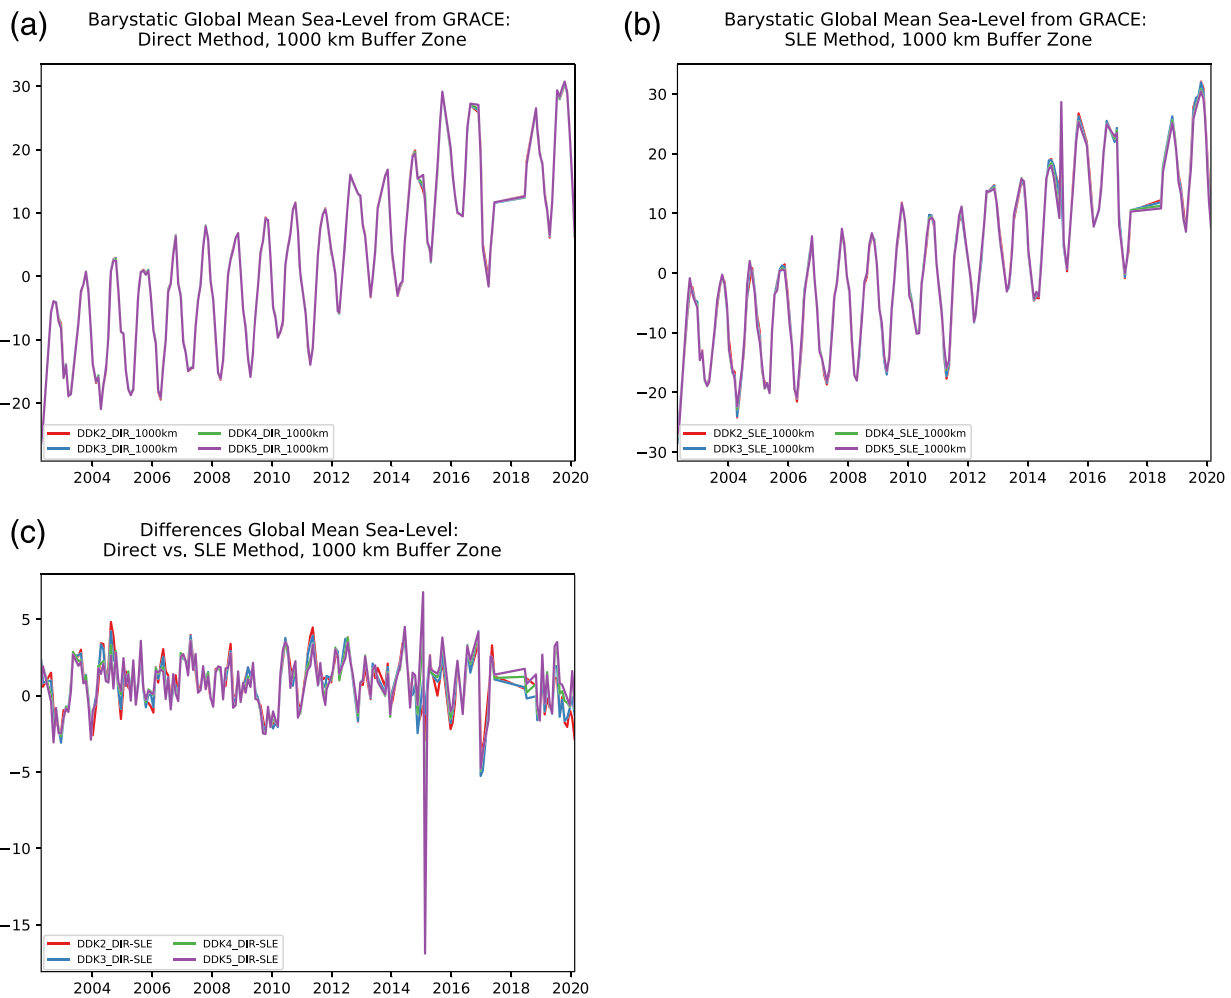 (a)
Barystatic Global Mean Sea-Level from GRACE:
Direct Method, 1000 km Buffer Zone
30
20
10
0
−10
−20
DDK2_DIR_1000km
DDK3_DIR_1000km
DDK4_DIR_1000km
DDK5_DIR_1000km
2004 2006 2008 2010 2012 2014 2016 2018 2020
(b)
Barystatic Global Mean Sea-Level from GRACE:
SLE Method, 1000 km Buffer Zone
30
20
10
0
−10
−20
−30
DDK2_SLE_1000km
DDK3_SLE_1000km
DDK4_SLE_1000km
DDK5_SLE_1000km
2004 2006 2008 2010 2012 2014 2016 2018 2020
(c)
Differences Global Mean Sea-Level:
Direct vs. SLE Method, 1000 km Buffer Zone
5
0
−5
−10
−15
DDK2_DIR-SLE
DDK3_DIR-SLE
DDK4_DIR-SLE
DDK5_DIR-SLE
2004 2006 2008 2010 2012 2014 2016 2018 2020